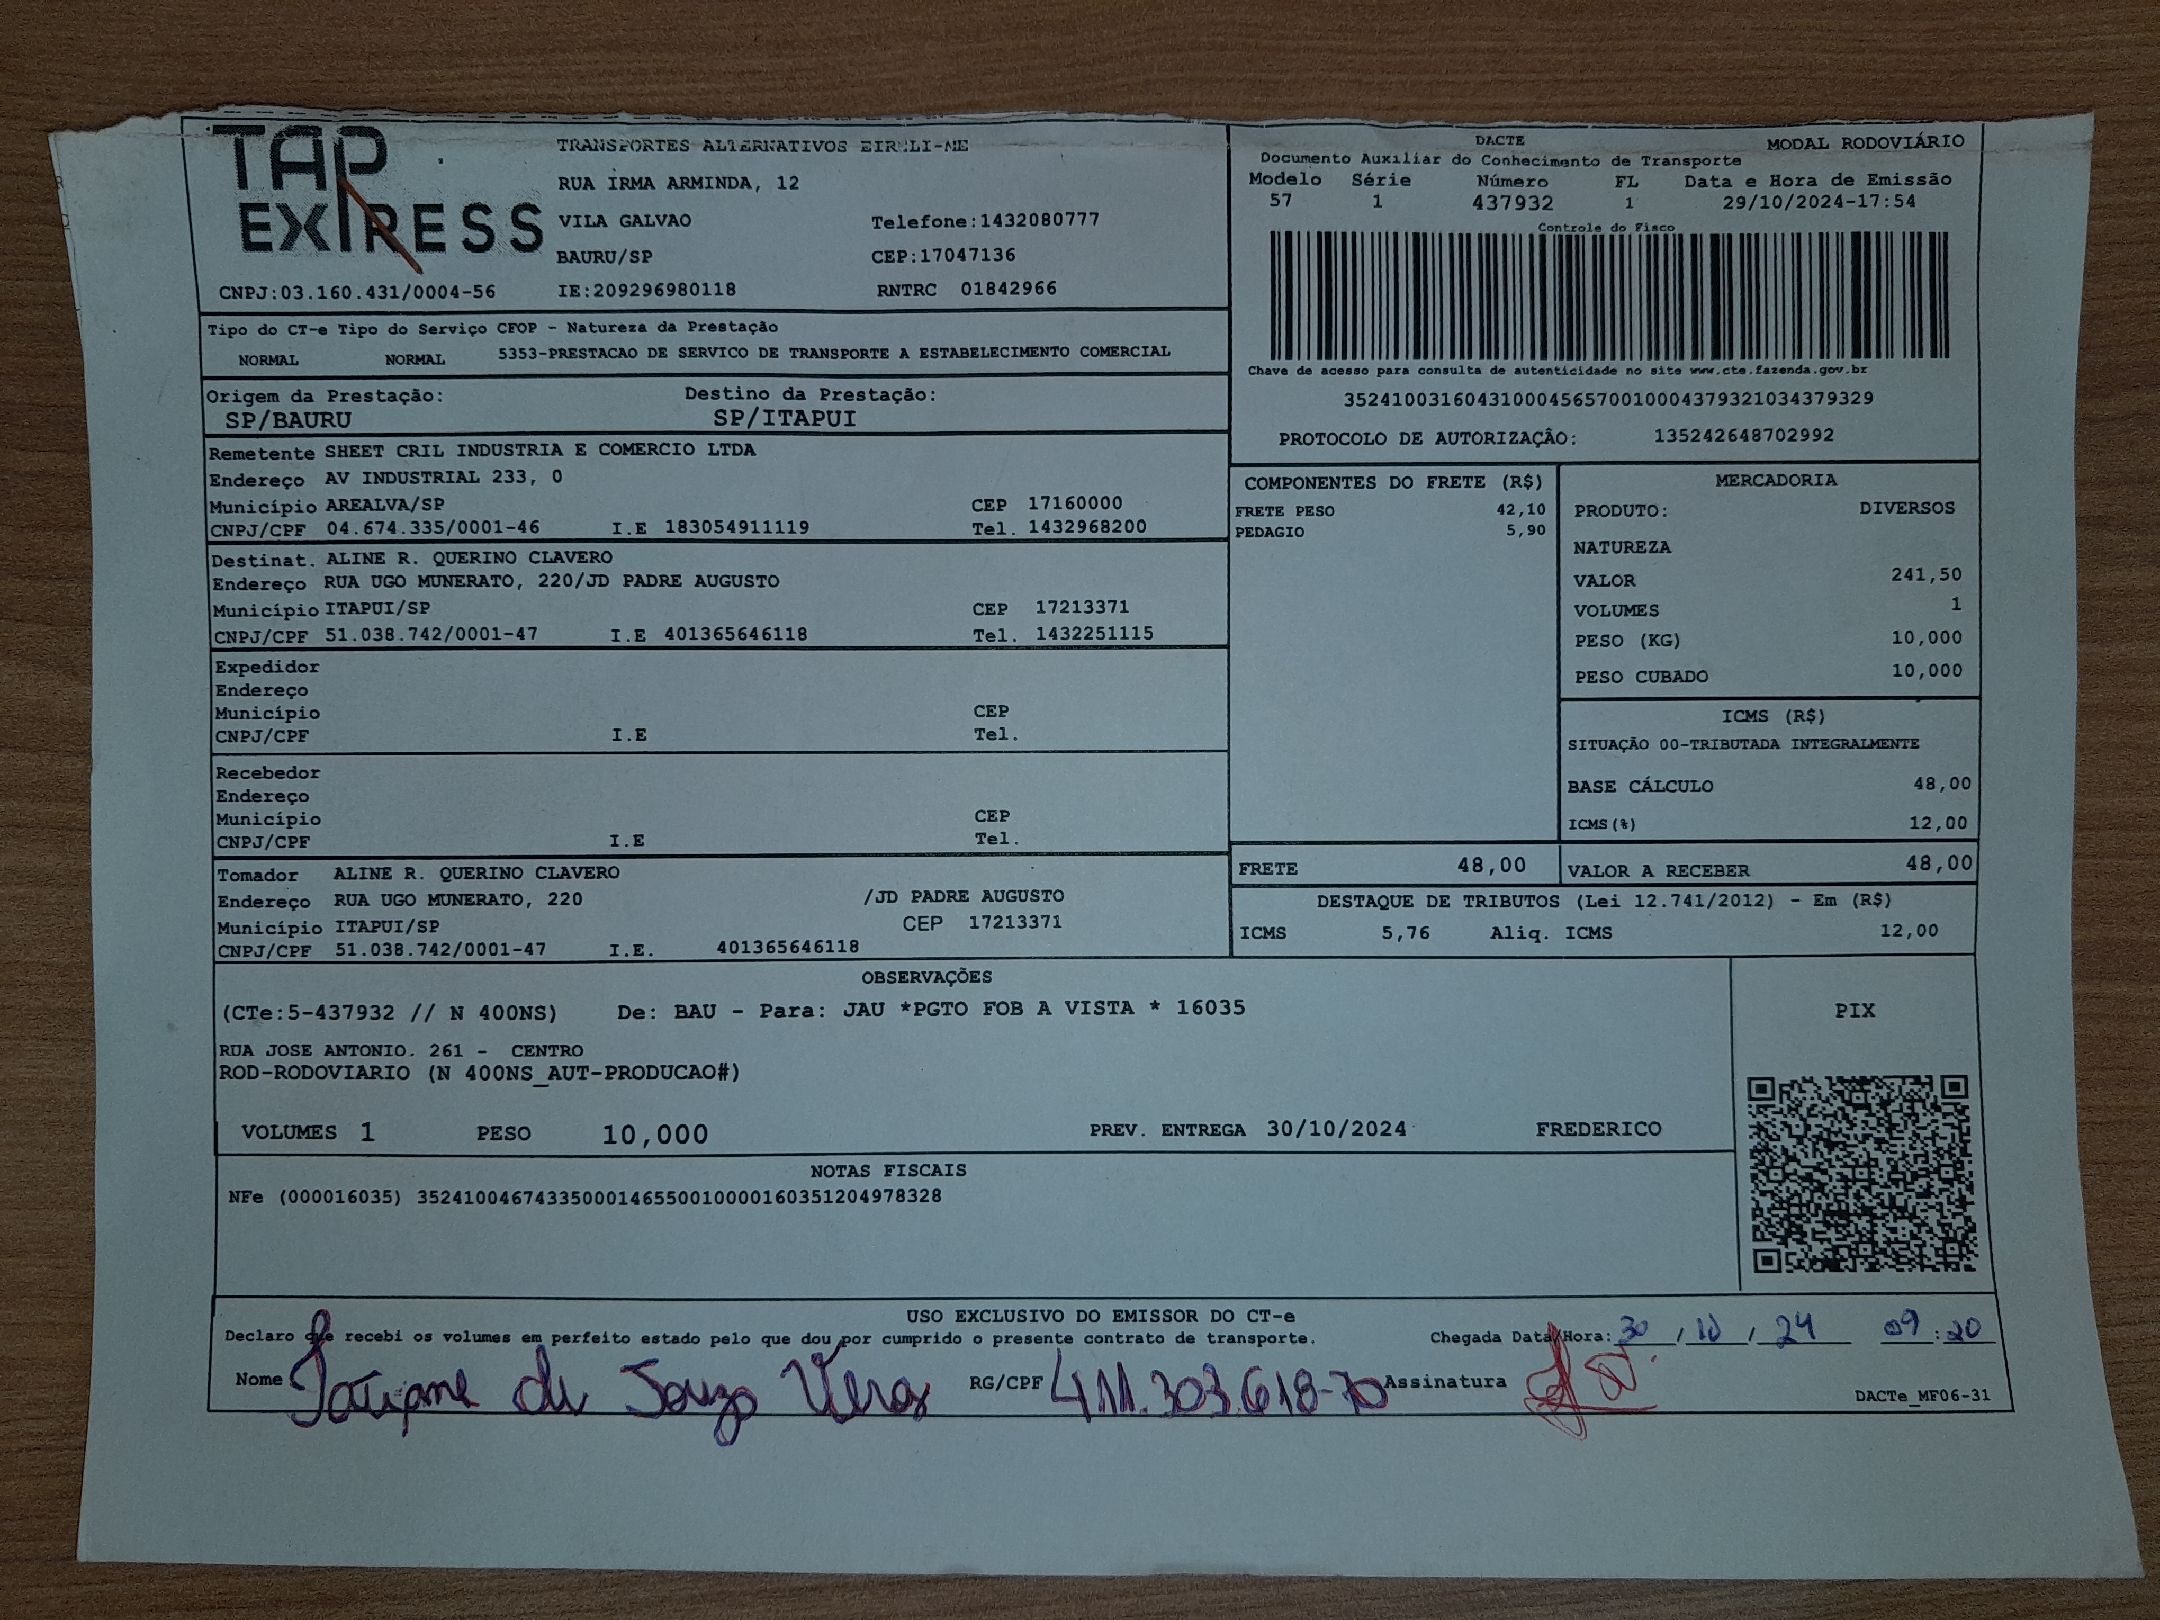 TAP EXPRESS
TRANSPORTES ALTERNATIVOS EIRELI-ME
RUA IRMA ARMINDA, 12
VILA GALVAO Telefone:1432080777
BAURU/SP CEP:17047136
CNPJ:03.160.431/0004-56 IE:209296980118 RNTRC 01842966
DACTE MODAL RODOVIÁRIO
Documento Auxiliar do Conhecimento de Transporte
Modelo Série Número FL Data e Hora de Emissão
57 1 437932 1 29/10/2024-17:54
Controle do Fisco
Chave de acesso para consulta de autenticidade no site www.cte.fazenda.gov.br
35241003160431000456570010004379321034379329
PROTOCOLO DE AUTORIZAÇÂO: 135242648702992
Tipo do CT-e Tipo do Serviço CFOP - Natureza da Prestação
NORMAL NORMAL 5353-PRESTACAO DE SERVICO DE TRANSPORTE A ESTABELECIMENTO COMERCIAL
Origem da Prestação: Destino da Prestação:
SP/BAURU SP/ITAPUI
Remetente SHEET CRIL INDUSTRIA E COMERCIO LTDA
Endereço AV INDUSTRIAL 233, 0
Município AREALVA/SP CEP 17160000
CNPJ/CPF 04.674.335/0001-46 I.E 183054911119 Tel. 1432968200
Destinat. ALINE R. QUERINO CLAVERO
Endereço RUA UGO MUNERATO, 220/JD PADRE AUGUSTO
Município ITAPUI/SP CEP 17213371
CNPJ/CPF 51.038.742/0001-47 I.E 401365646118 Tel. 1432251115
Expedidor
Endereço
Município CEP
CNPJ/CPF I.E Tel.
Recebedor
Endereço
Município CEP
CNPJ/CPF I.E Tel.
Tomador ALINE R. QUERINO CLAVERO
Endereço RUA UGO MUNERATO, 220 /JD PADRE AUGUSTO
Município ITAPUI/SP CEP 17213371
CNPJ/CPF 51.038.742/0001-47 I.E. 401365646118
COMPONENTES DO FRETE (R$)
FRETE PESO 42,10
PEDAGIO 5,90
MERCADORIA
PRODUTO: DIVERSOS
NATUREZA
VALOR 241,50
VOLUMES 1
PESO (KG) 10,000
PESO CUBADO 10,000
ICMS (R$)
SITUAÇÃO 00-TRIBUTADA INTEGRALMENTE
BASE CÁLCULO 48,00
ICMS(%) 12,00
FRETE 48,00 VALOR A RECEBER 48,00
DESTAQUE DE TRIBUTOS (Lei 12.741/2012) - Em (R$)
ICMS 5,76 Aliq. ICMS 12,00
OBSERVAÇÕES
(CTe:5-437932 // N 400NS) De: BAU - Para: JAU *PGTO FOB A VISTA * 16035
RUA JOSE ANTONIO. 261 - CENTRO
ROD-RODOVIARIO (N 400NS_AUT-PRODUCAO#)
VOLUMES 1 PESO 10,000 PREV. ENTREGA 30/10/2024 FREDERICO
PIX
NOTAS FISCAIS
NFe (000016035) 35241004674335000146550010000160351204978328
USO EXCLUSIVO DO EMISSOR DO CT-e
Declaro que recebi os volumes em perfeito estado pelo que dou por cumprido o presente contrato de transporte. Chegada Data/Hora: 30/10/24 09:20
Nome de Souza RG/CPF 411.303.618-70 Assinatura
DACTe_MF06-31